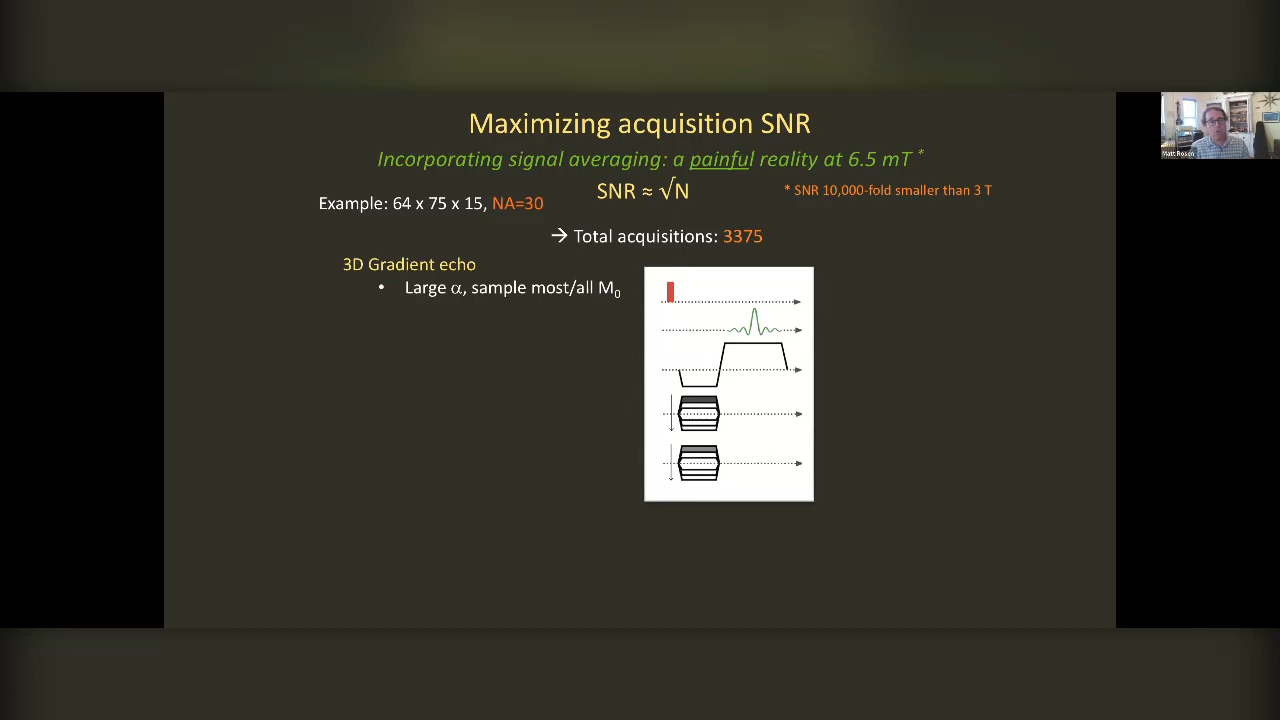 Maximizing acquisition SNR
Incorporating signal averaging: a painful reality at 6.5 mT *
SNR ≈ √N
* SNR 10,000-fold smaller than 3 T
Example: 64 x 75 x 15, NA=30
→ Total acquisitions: 3375
3D Gradient echo
• Large α, sample most/all M₀
Matt Rosen